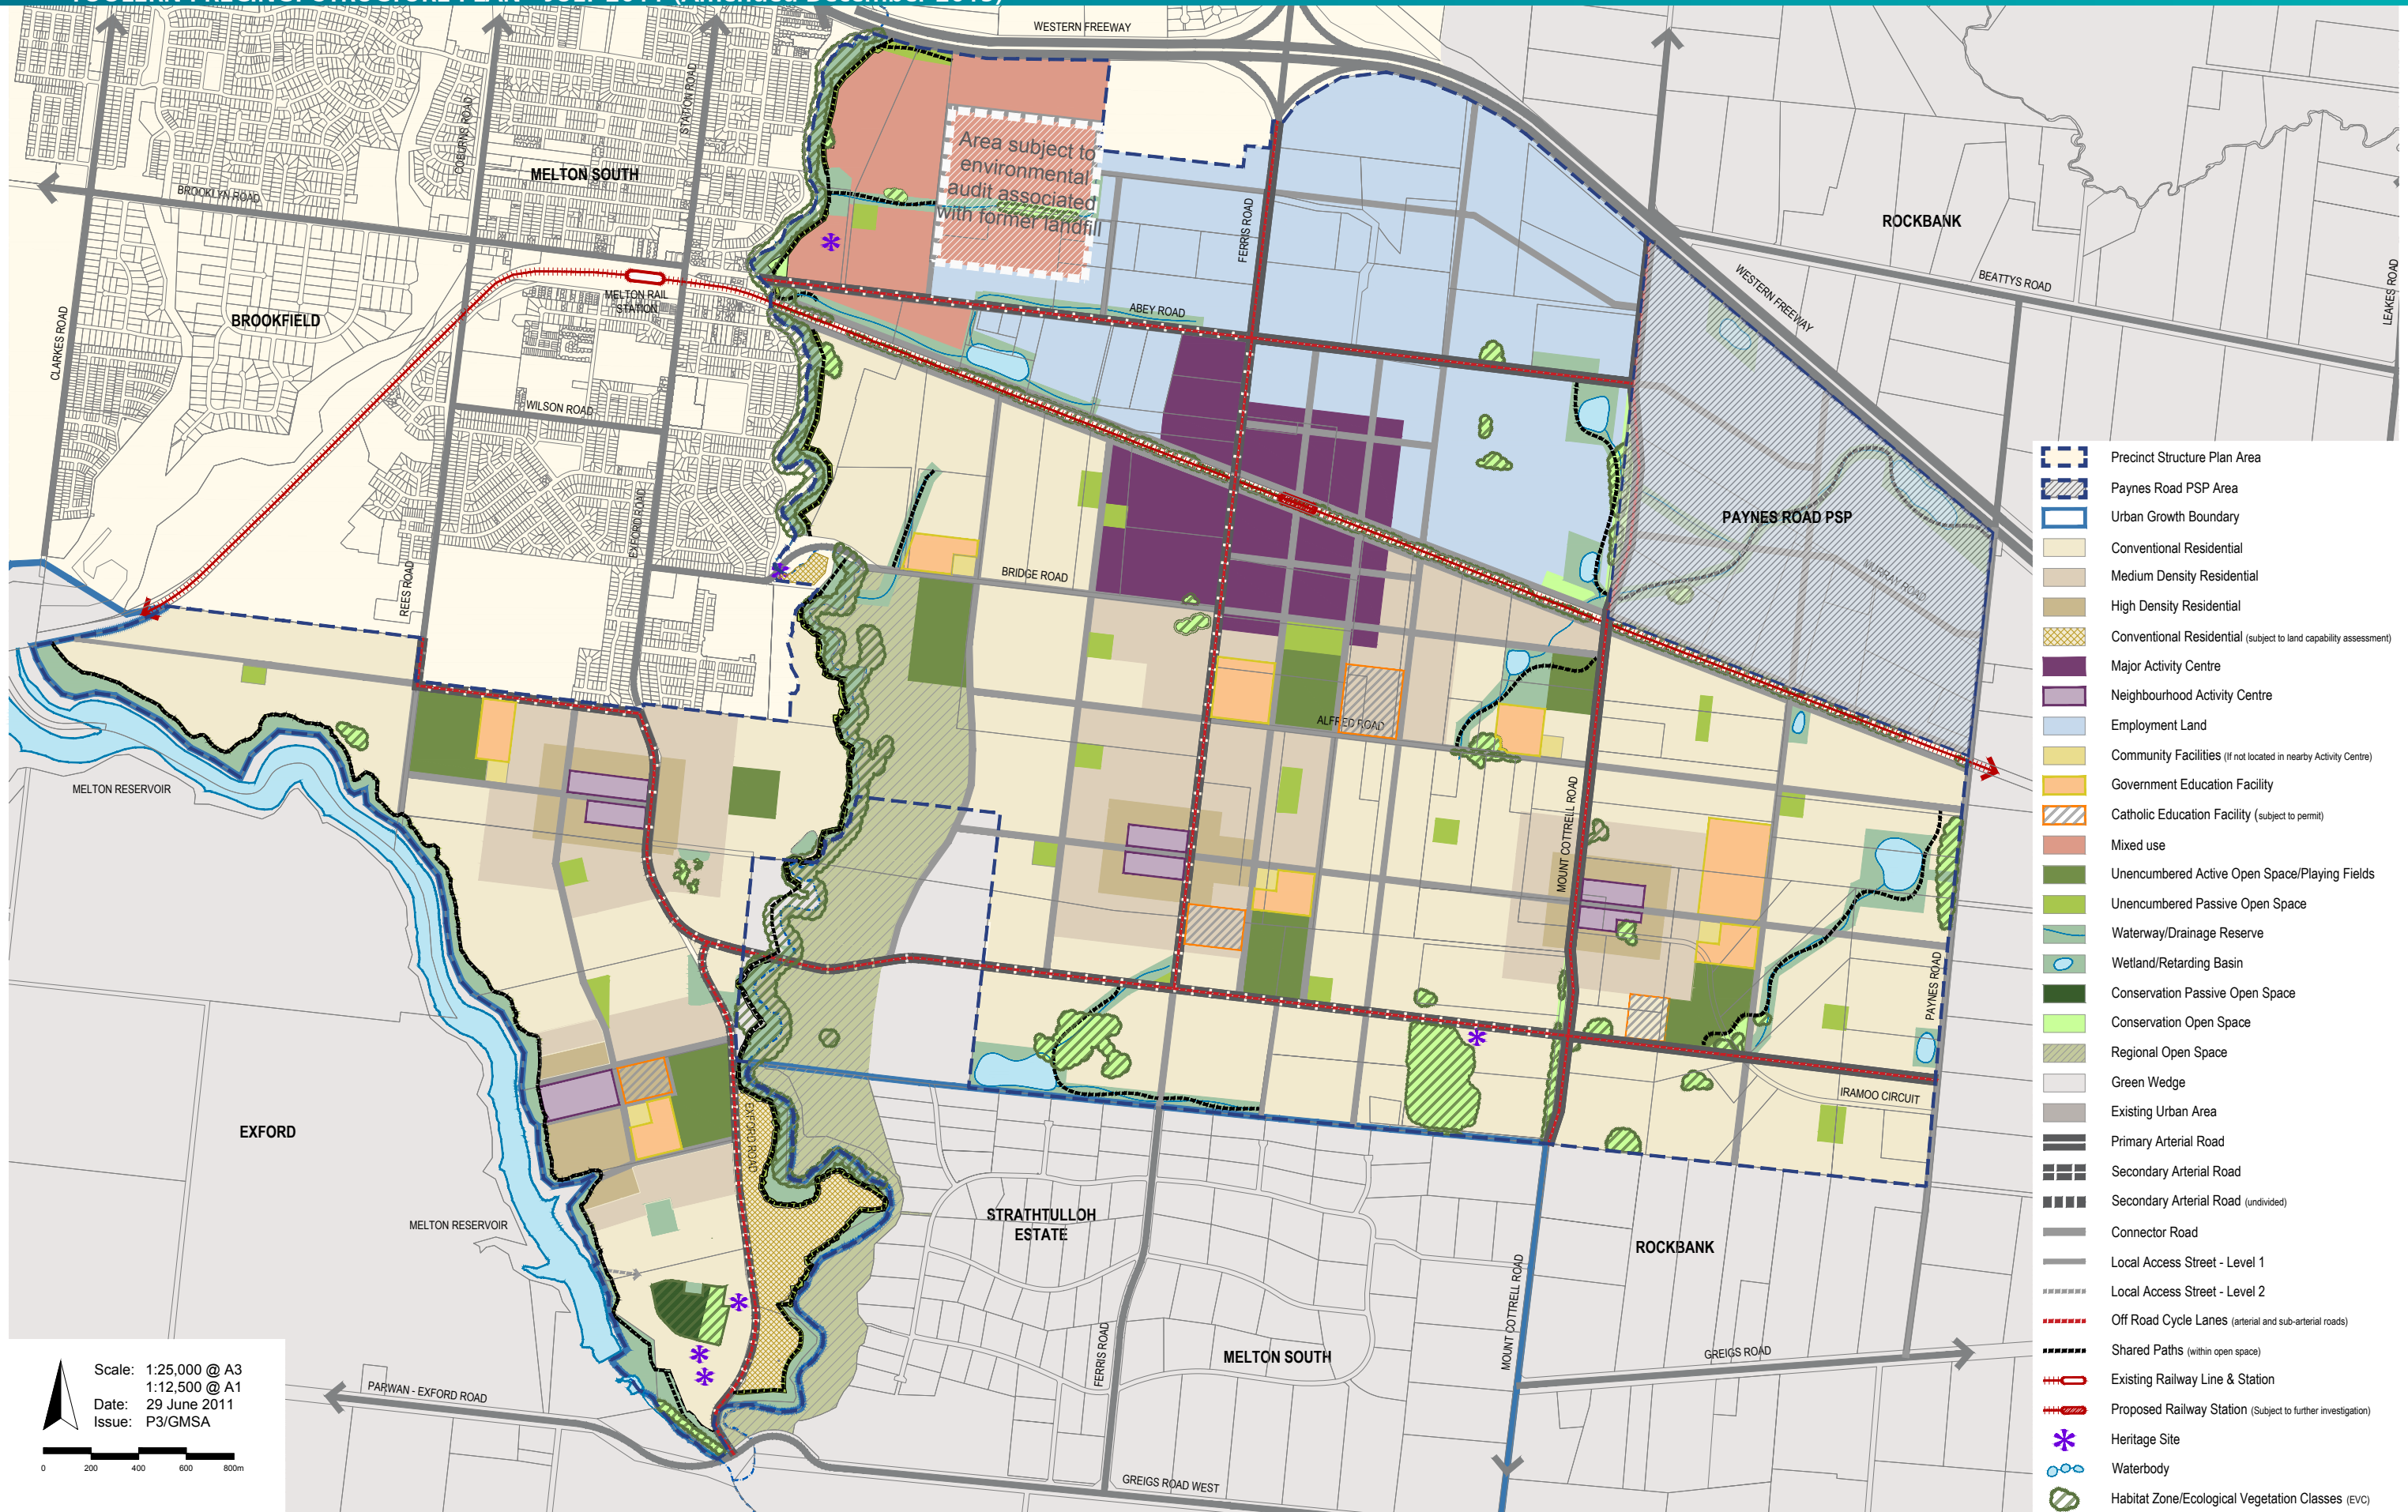 TOOLERN PRECINCT STRUCTURE PLAN - JULY 2011 (Amended December 2015)
WESTERN FREEWAY
STATION ROAD
COBURNS ROAD
MELTON SOUTH
BROOKLYN ROAD
Area subject to
environmental
audit associated
with former landfill
FERRIS ROAD
ROCKBANK
BEATTYS ROAD
WESTERN FREEWAY
LEAKES ROAD
MELTON RAIL
STATION
BROOKFIELD
CLARKES ROAD
ABEY ROAD
WILSON ROAD
EXFORD ROAD
REES ROAD
BRIDGE ROAD
PAYNES ROAD PSP
MURRAY ROAD
ALFRED ROAD
MOUNT COTTRELL ROAD
MELTON RESERVOIR
PAYNES ROAD
IRAMOO CIRCUIT
EXFORD
EXFORD ROAD
MELTON RESERVOIR
STRATHTULLOH
ESTATE
ROCKBANK
MOUNT COTTRELL ROAD
FERRIS ROAD
MELTON SOUTH
GREIGS ROAD
PARWAN - EXFORD ROAD
GREIGS ROAD WEST
Scale: 1:25,000 @ A3
1:12,500 @ A1
Date: 29 June 2011
Issue: P3/GMSA
0 200 400 600 800m
Precinct Structure Plan Area
Paynes Road PSP Area
Urban Growth Boundary
Conventional Residential
Medium Density Residential
High Density Residential
Conventional Residential (subject to land capability assessment)
Major Activity Centre
Neighbourhood Activity Centre
Employment Land
Community Facilities (If not located in nearby Activity Centre)
Government Education Facility
Catholic Education Facility (subject to permit)
Mixed use
Unencumbered Active Open Space/Playing Fields
Unencumbered Passive Open Space
Waterway/Drainage Reserve
Wetland/Retarding Basin
Conservation Passive Open Space
Conservation Open Space
Regional Open Space
Green Wedge
Existing Urban Area
Primary Arterial Road
Secondary Arterial Road
Secondary Arterial Road (undivided)
Connector Road
Local Access Street - Level 1
Local Access Street - Level 2
Off Road Cycle Lanes (arterial and sub-arterial roads)
Shared Paths (within open space)
Existing Railway Line & Station
Proposed Railway Station (Subject to further investigation)
Heritage Site
Waterbody
Habitat Zone/Ecological Vegetation Classes (EVC)